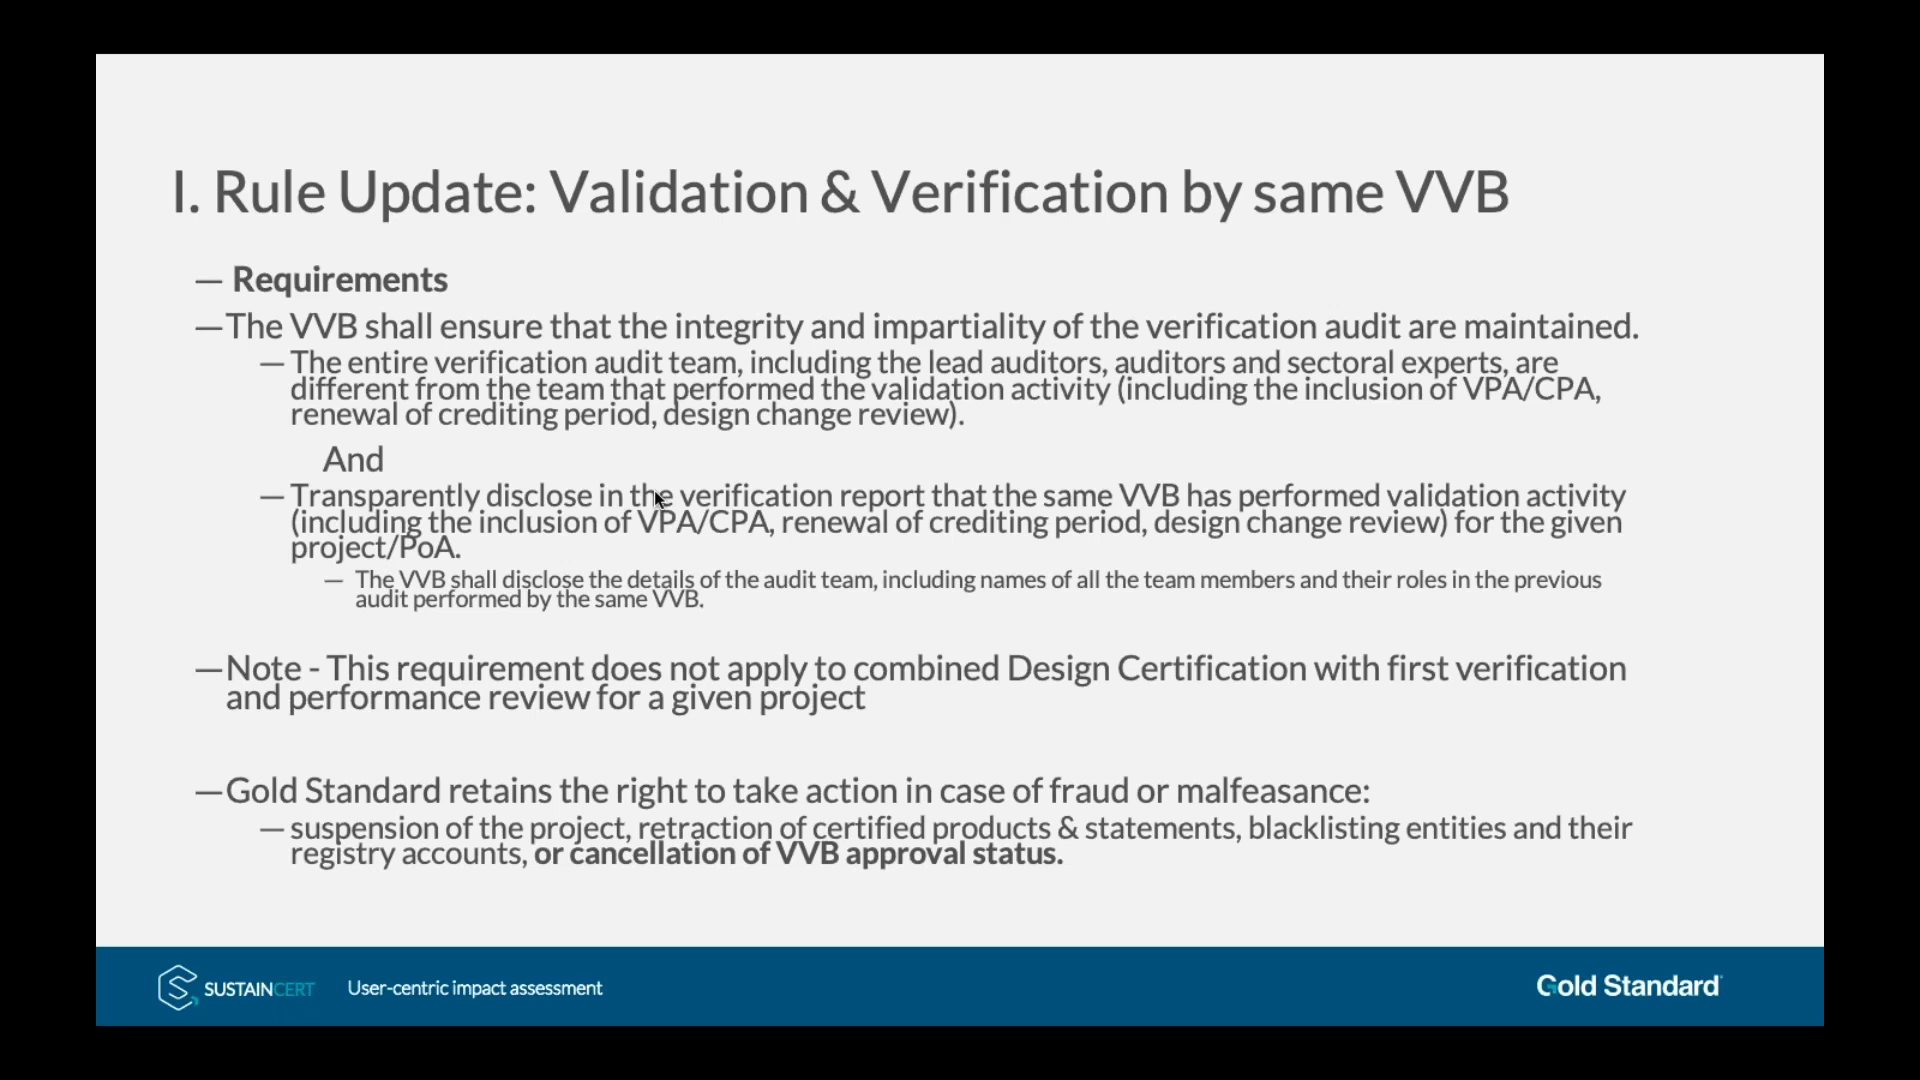 I. Rule Update: Validation & Verification by same VVB
— Requirements
—The VVB shall ensure that the integrity and impartiality of the verification audit are maintained.
— The entire verification audit team, including the lead auditors, auditors and sectoral experts, are
different from the team that performed the validation activity (including the inclusion of VPA/CPA,
renewal of crediting period, design change review).
And
— Transparently disclose in the verification report that the same VVB has performed validation activity
(including the inclusion of VPA/CPA, renewal of crediting period, design change review) for the given
project/PoA.
— The VVB shall disclose the details of the audit team, including names of all the team members and their roles in the previous
audit performed by the same VVB.
—Note - This requirement does not apply to combined Design Certification with first verification
and performance review for a given project
—Gold Standard retains the right to take action in case of fraud or malfeasance:
— suspension of the project, retraction of certified products & statements, blacklisting entities and their
registry accounts, or cancellation of VVB approval status.
SUSTAINCERT User-centric impact assessment Gold Standard